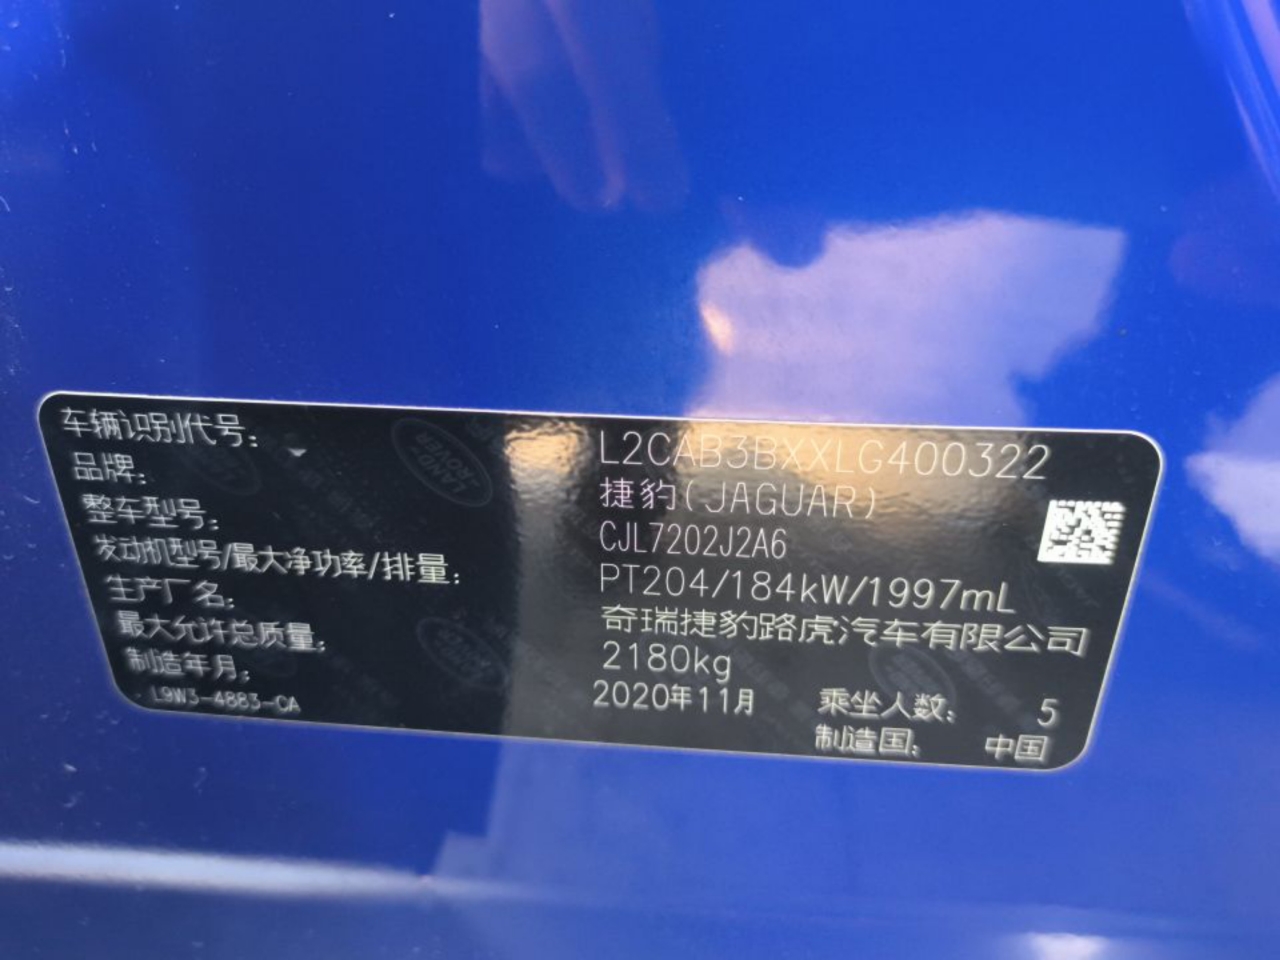 车辆识别代号: L2CAB3BXXLG400322
品牌: 捷豹(JAGUAR)
整车型号: CJL7202J2A6
发动机型号/最大净功率/排量: PT204/184kW/1997mL
生产厂名: 奇瑞捷豹路虎汽车有限公司
最大允许总质量: 2180kg
制造年月: 2020年11月 乘坐人数: 5
L9W3-4883-CA 制造国: 中国
LAND-ROVER
LAND-ROVER